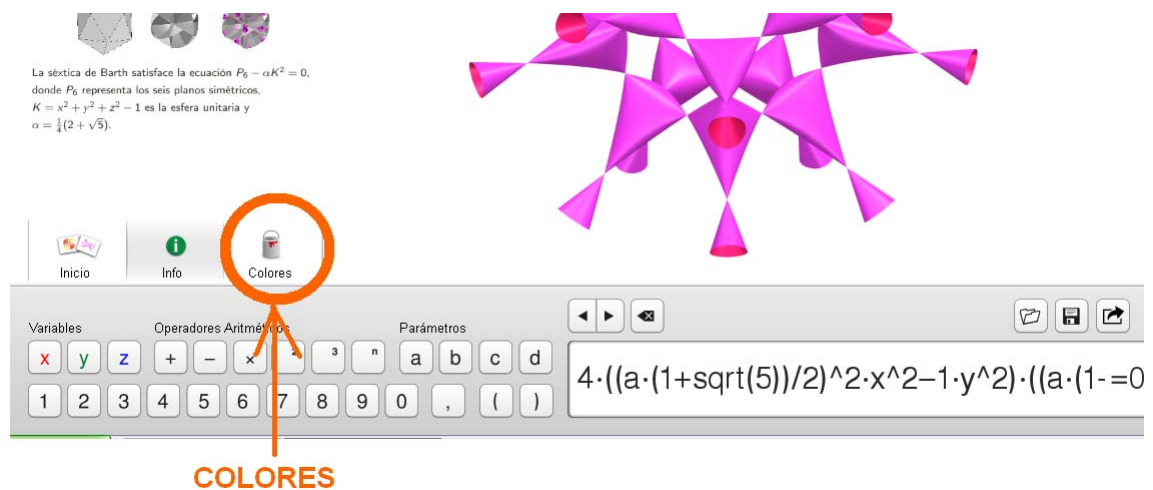 La séxtica de Barth satisface la ecuación P₆ − αK² = 0,
donde P₆ representa los seis planos simétricos,
K = x² + y² + z² − 1 es la esfera unitaria y
α = ¼(2 + √5).
Inicio Info Colores
Variables Operadores Aritméticos Parámetros
x y z + − × ² ³ ⁿ a b c d
1 2 3 4 5 6 7 8 9 0 , ( )
4·((a·(1+sqrt(5))/2)^2·x^2–1·y^2)·((a·(1-=0
COLORES